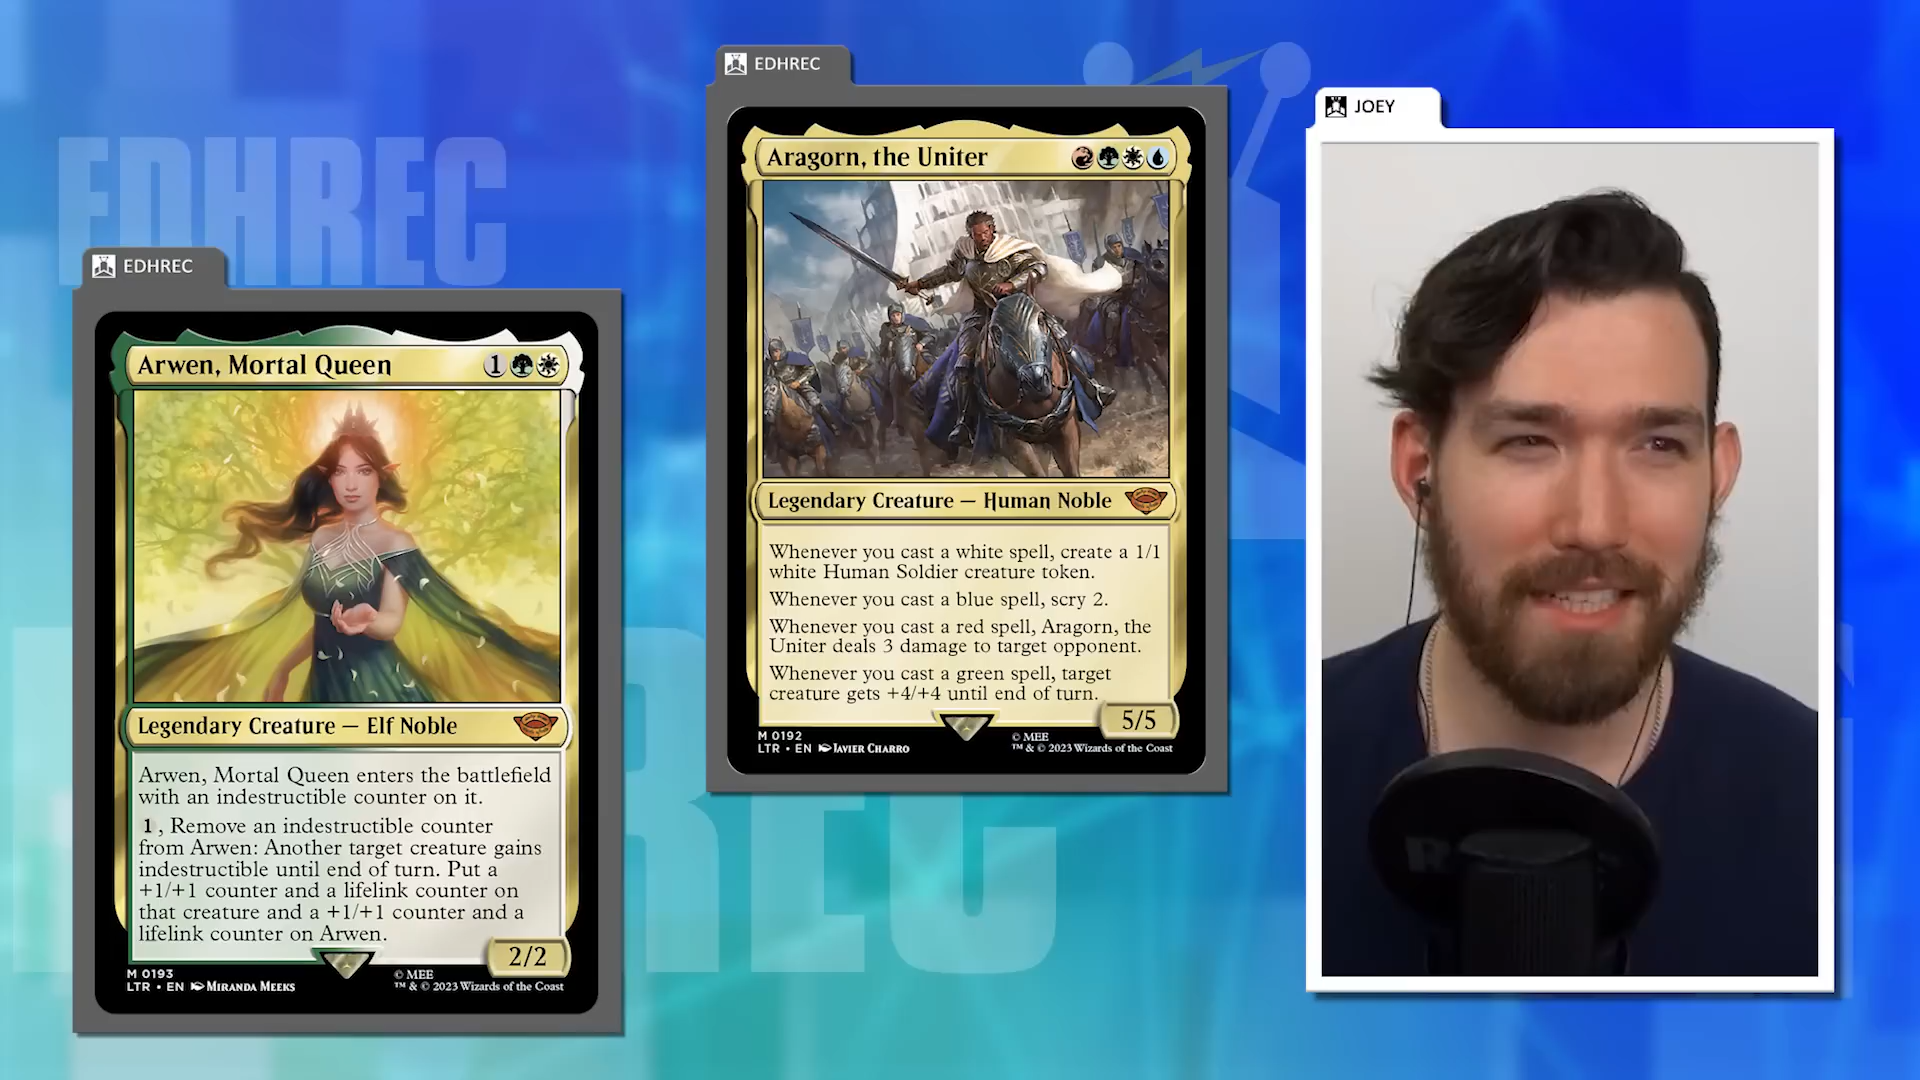 EDHREC
EDHREC
Arwen, Mortal Queen 1
Legendary Creature — Elf Noble
Arwen, Mortal Queen enters the battlefield
with an indestructible counter on it.
1, Remove an indestructible counter
from Arwen: Another target creature gains
indestructible until end of turn. Put a
+1/+1 counter and a lifelink counter on
that creature and a +1/+1 counter and a
lifelink counter on Arwen.
2/2
M 0193
LTR • EN Miranda Meeks
© MEE
™ & © 2023 Wizards of the Coast
EDHREC
Aragorn, the Uniter
Legendary Creature — Human Noble
Whenever you cast a white spell, create a 1/1
white Human Soldier creature token.
Whenever you cast a blue spell, scry 2.
Whenever you cast a red spell, Aragorn, the
Uniter deals 3 damage to target opponent.
Whenever you cast a green spell, target
creature gets +4/+4 until end of turn.
5/5
M 0192
LTR • EN Javier Charro
© MEE
™ & © 2023 Wizards of the Coast
JOEY
REC